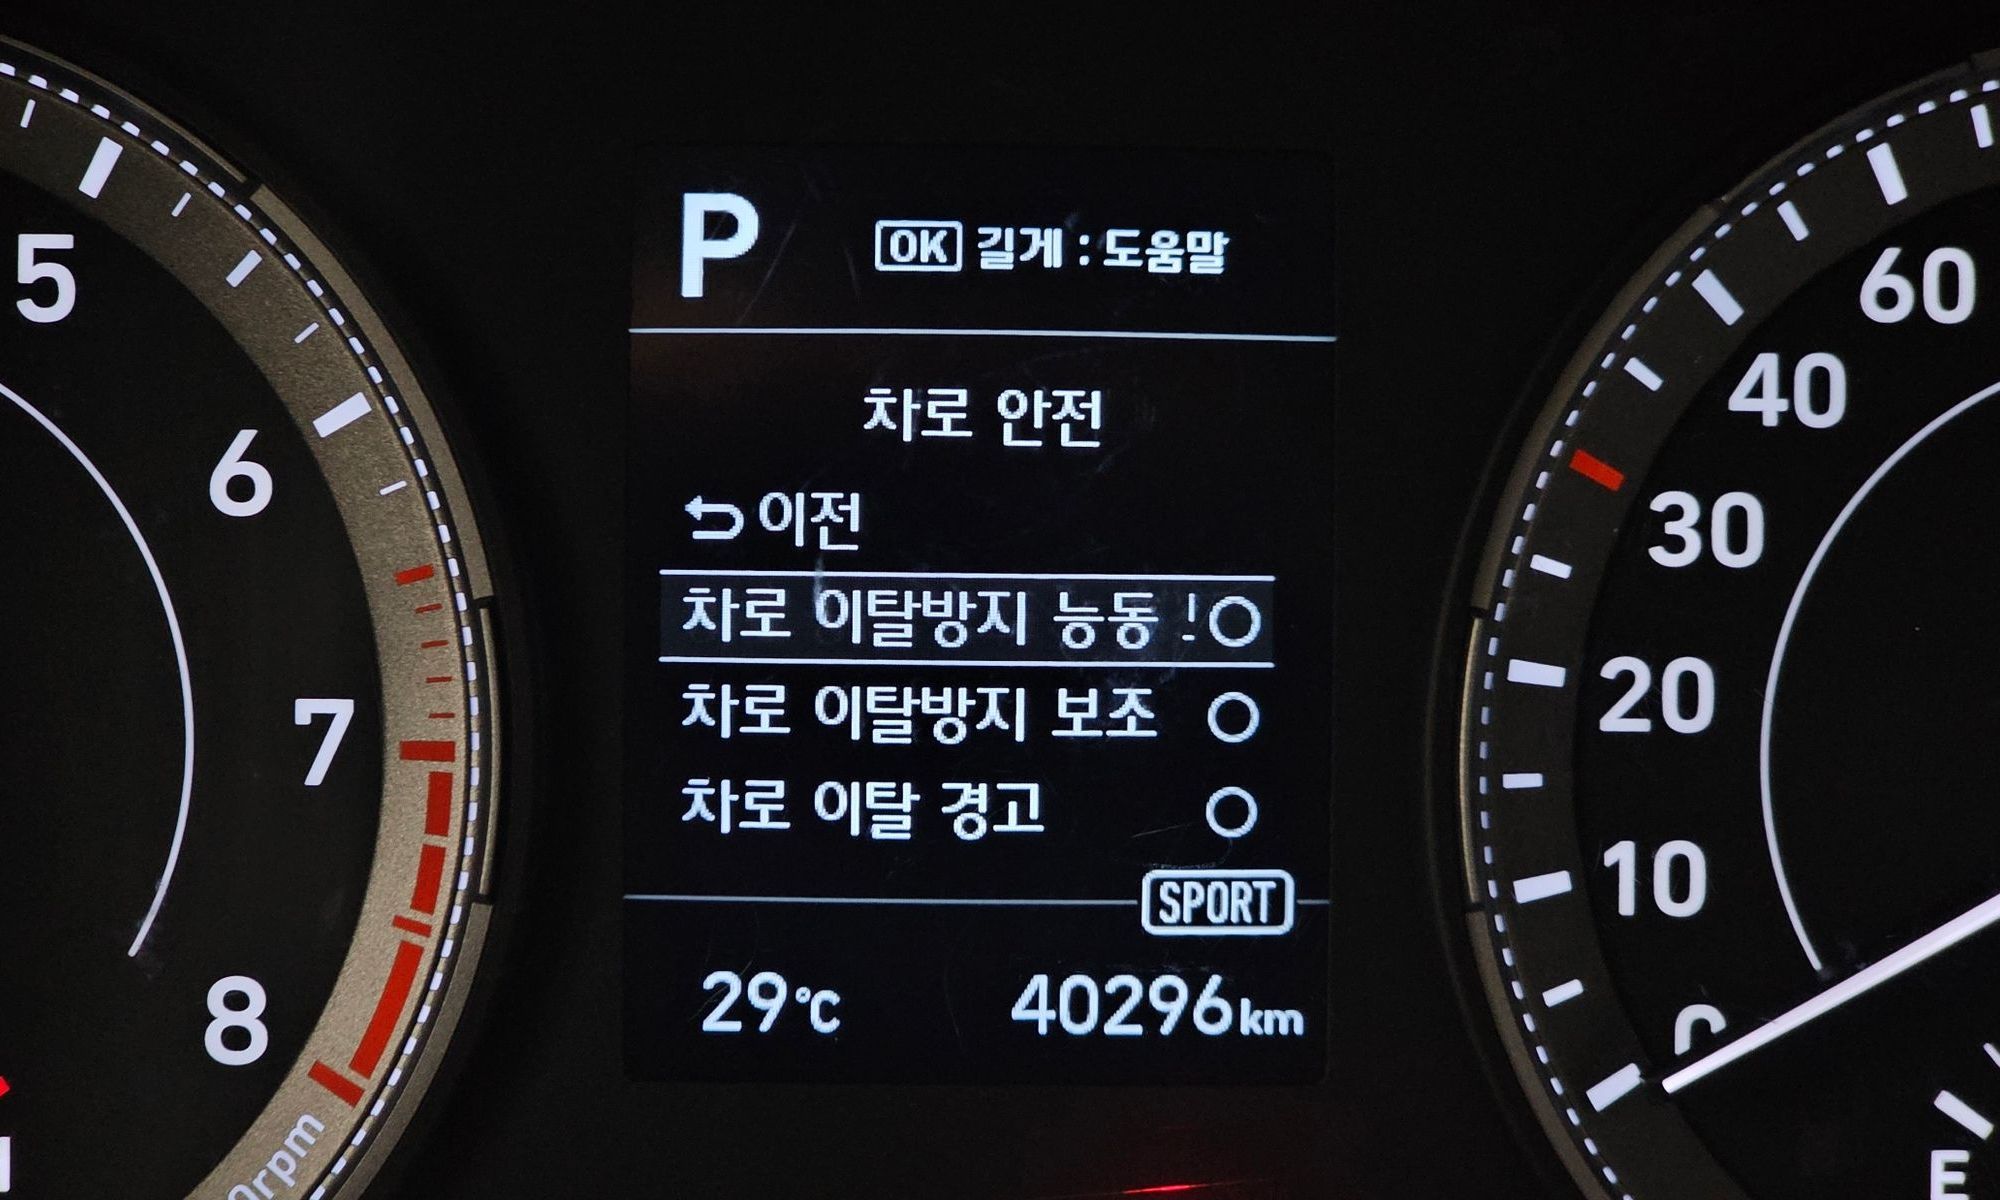 5
6
7
8
0rpm
P
OK 길게 : 도움말
차로 안전
이전
차로 이탈방지 능동
차로 이탈방지 보조
차로 이탈 경고
SPORT
29°C 40296km
60
40
30
20
10
0
E